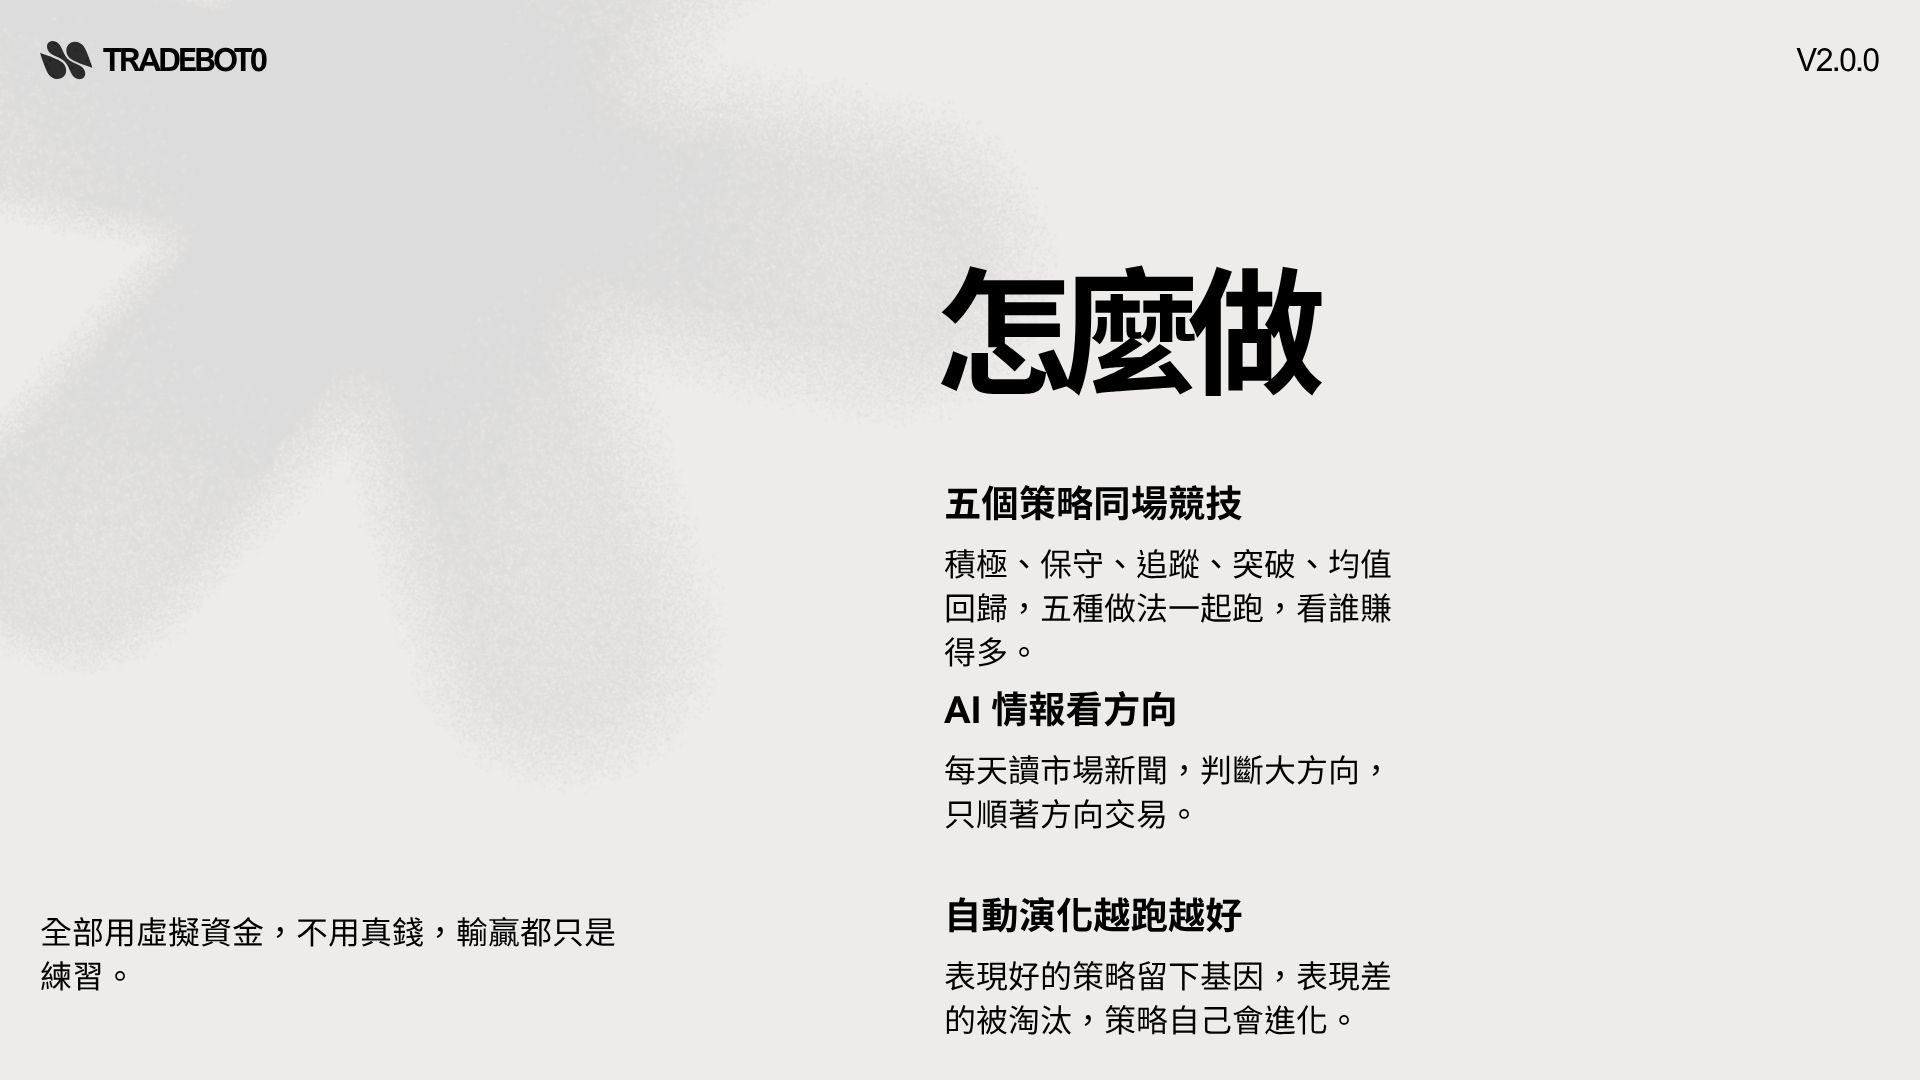 TRADEBOT0
V2.0.0
怎麼做
五個策略同場競技
積極、保守、追蹤、突破、均值
回歸，五種做法一起跑，看誰賺
得多。
AI 情報看方向
每天讀市場新聞，判斷大方向，
只順著方向交易。
自動演化越跑越好
表現好的策略留下基因，表現差
的被淘汰，策略自己會進化。
全部用虛擬資金，不用真錢，輸贏都只是
練習。